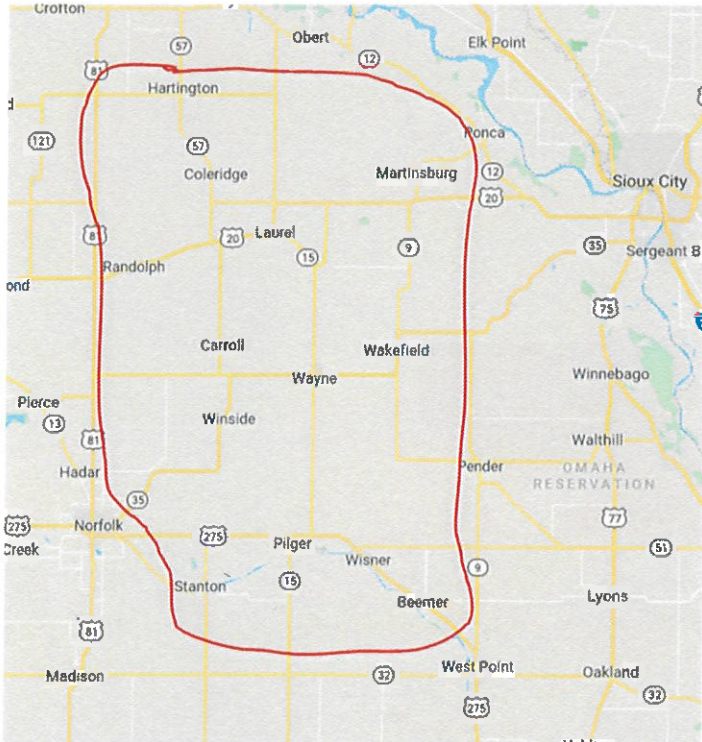 Crofton
Obert
Elk Point
57
12
81
Hartington
121
57
Ponca
Martinsburg
Coleridge
12
20
Sioux City
81
20
Laurel
15
9
35
Sergeant B
Randolph
ond
75
Carroll
Wakefield
Wayne
Winnebago
Pierce
13
Winside
81
Walthill
Hadar
Pender
OMAHA
RESERVATION
35
275
Norfolk
77
Creek
275
Pilger
51
Wisner
Stanton
15
9
Beemer
Lyons
81
West Point
Madison
32
Oakland
32
275